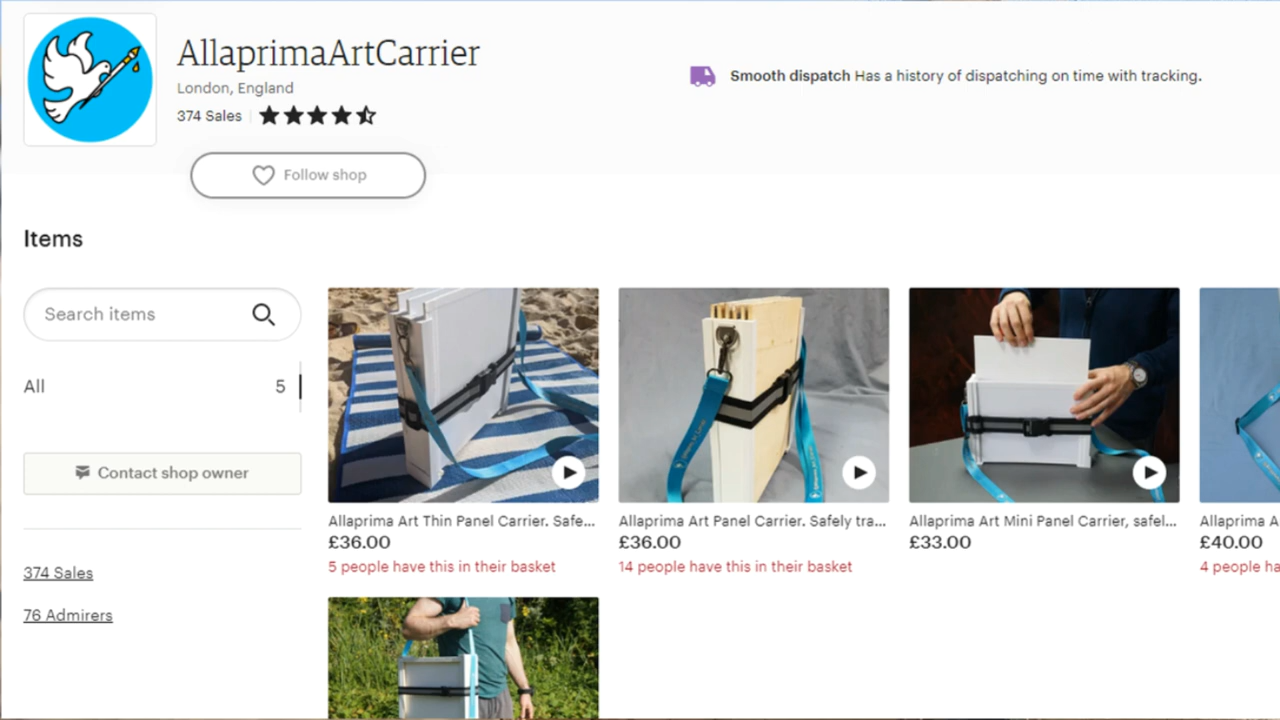 AllaprimaArtCarrier
London, England
374 Sales
Smooth dispatch Has a history of dispatching on time with tracking.
Follow shop
Items
Search items
All 5
Contact shop owner
374 Sales
76 Admirers
Allaprima Art Thin Panel Carrier. Safe...
£36.00
5 people have this in their basket
Allaprima Art Panel Carrier. Safely tra...
£36.00
14 people have this in their basket
Allaprima Art Mini Panel Carrier, safel...
£33.00
Allaprima A
£40.00
4 people ha